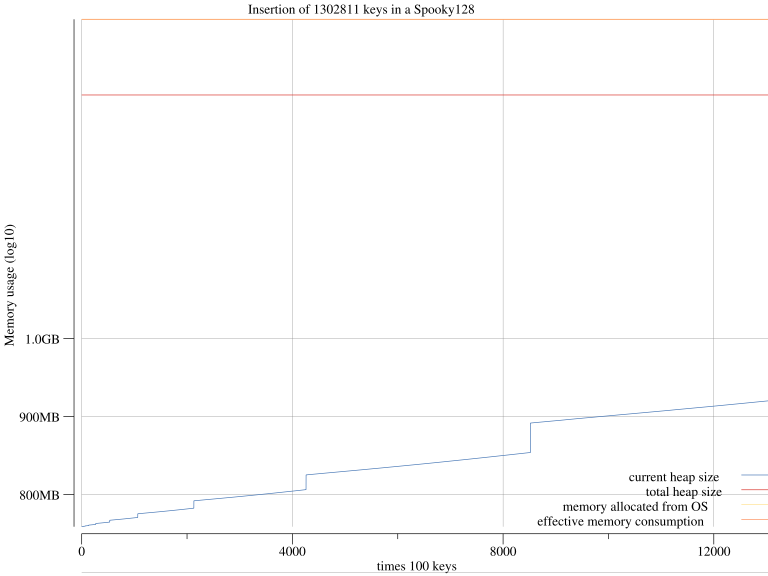 Insertion of 1302811 keys in a Spooky128
Memory usage (log10)
1.0GB
900MB
800MB
current heap size
total heap size
memory allocated from OS
effective memory consumption
0 4000 8000 12000
times 100 keys